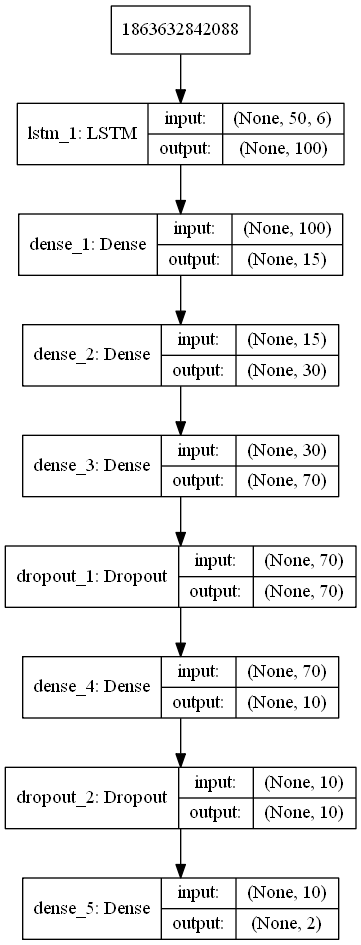 1863632842088
lstm_1: LSTM input: (None, 50, 6)
output: (None, 100)
dense_1: Dense input: (None, 100)
output: (None, 15)
dense_2: Dense input: (None, 15)
output: (None, 30)
dense_3: Dense input: (None, 30)
output: (None, 70)
dropout_1: Dropout input: (None, 70)
output: (None, 70)
dense_4: Dense input: (None, 70)
output: (None, 10)
dropout_2: Dropout input: (None, 10)
output: (None, 10)
dense_5: Dense input: (None, 10)
output: (None, 2)